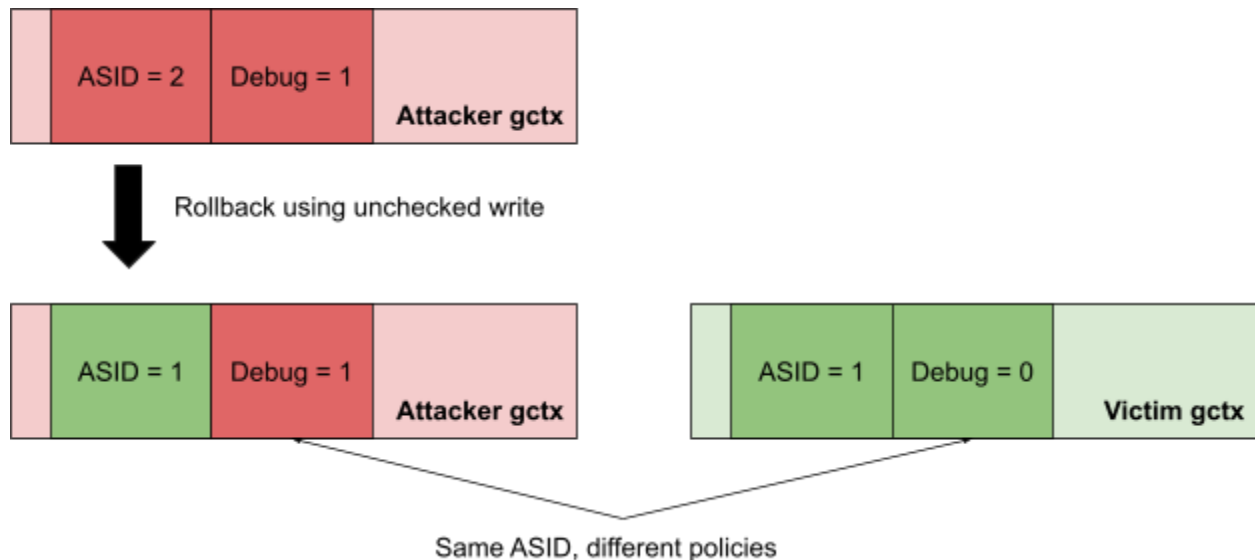 ASID = 2
Debug = 1
Attacker gctx
Rollback using unchecked write
ASID = 1
Debug = 1
Attacker gctx
ASID = 1
Debug = 0
Victim gctx
Same ASID, different policies